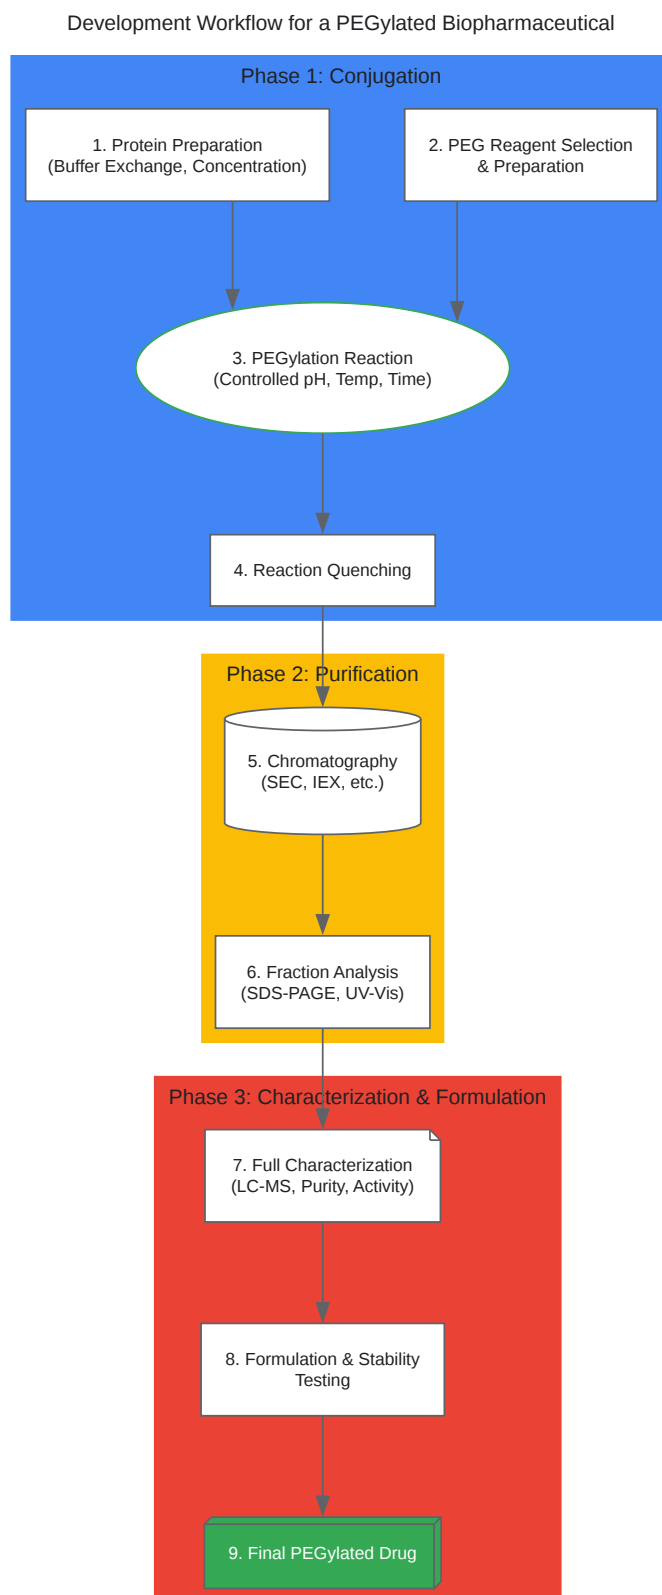 Development Workflow for a PEGylated Biopharmaceutical
Phase 1: Conjugation
1. Protein Preparation
(Buffer Exchange, Concentration)
2. PEG Reagent Selection
& Preparation
3. PEGylation Reaction
(Controlled pH, Temp, Time)
4. Reaction Quenching
Phase 2: Purification
5. Chromatography
(SEC, IEX, etc.)
6. Fraction Analysis
(SDS-PAGE, UV-Vis)
Phase 3: Characterization & Formulation
7. Full Characterization
(LC-MS, Purity, Activity)
8. Formulation & Stability
Testing
9. Final PEGylated Drug